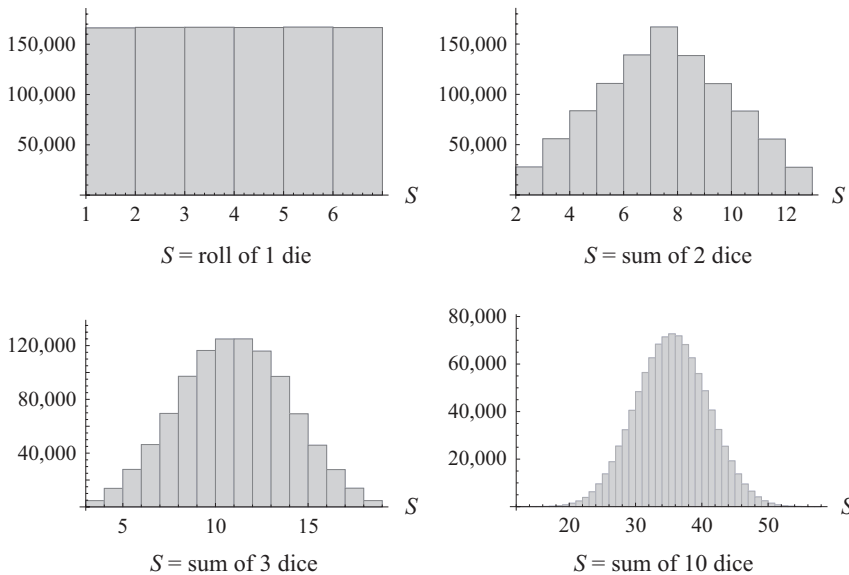 150,000
100,000
50,000
1 2 3 4 5 6
S
S = roll of 1 die
150,000
100,000
50,000
2 4 6 8 10 12
S
S = sum of 2 dice
120,000
80,000
40,000
5 10 15
S
S = sum of 3 dice
80,000
60,000
40,000
20,000
20 30 40 50
S
S = sum of 10 dice